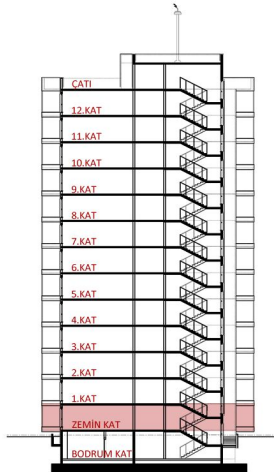 ÇATI
12.KAT
11.KAT
10.KAT
9.KAT
8.KAT
7.KAT
6.KAT
5.KAT
4.KAT
3.KAT
2.KAT
1.KAT
ZEMİN KAT
BODRUM KAT